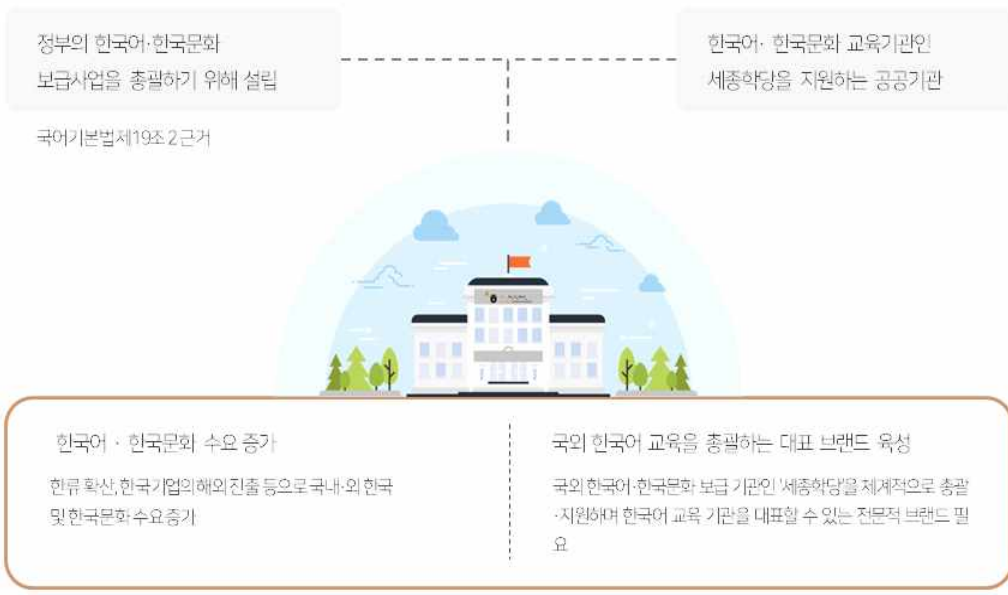 정부의 한국어·한국문화
보급사업을 총괄하기 위해 설립
한국어· 한국문화 교육기관인
세종학당을 지원하는 공공기관
국어기본법제19조 2 근거
한국어 · 한국문화 수요 증가
한류 확산, 한국기업의 해외 진출 등으로 국내·외 한국
및 한국문화 수요 증가
국외 한국어 교육을 총괄하는 대표 브랜드 육성
국외 한국어·한국문화 보급 기관인 '세종학당'을 체계적으로 총괄
·지원하며 한국어 교육 기관을 대표할 수 있는 전문적 브랜드 필
요